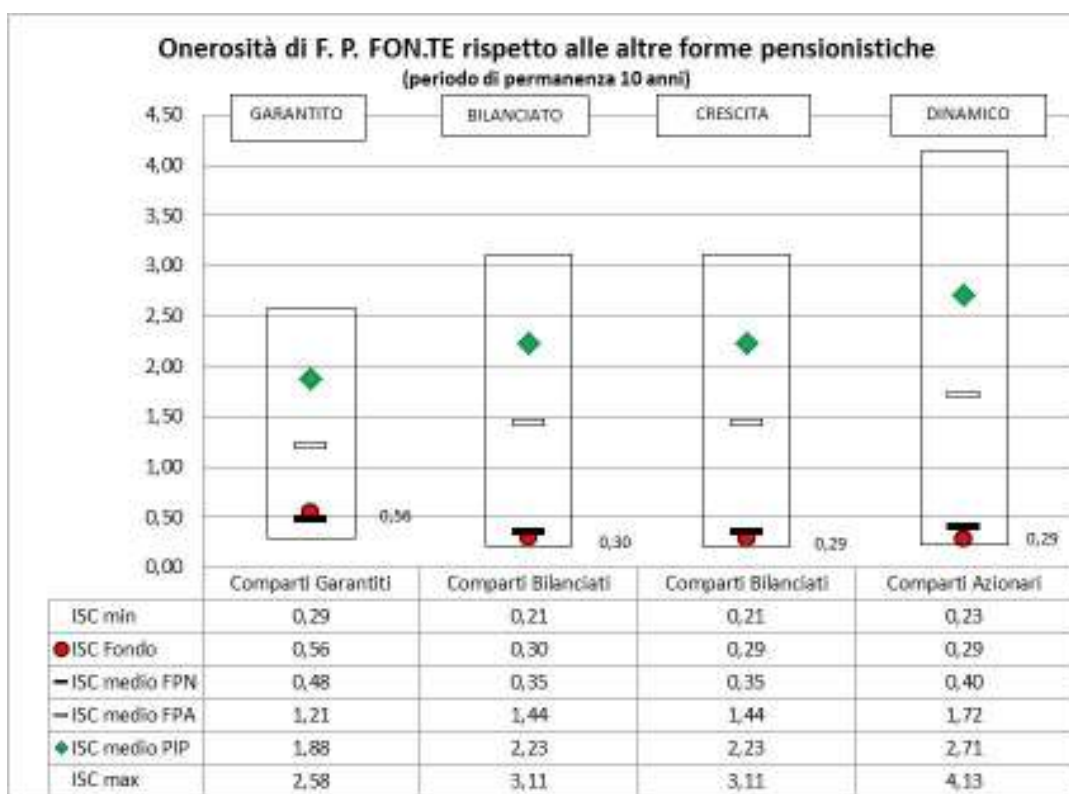 Onerosità di F. P. FON.TE rispetto alle altre forme pensionistiche
(periodo di permanenza 10 anni)
GARANTITO BILANCIATO CRESCITA DINAMICO
4,50
4,00
3,50
3,00
2,50
2,00
1,50
1,00
0,50
0,00
0,56 0,30 0,29 0,29
Comparti Garantiti Comparti Bilanciati Comparti Bilanciati Comparti Azionari
ISC min 0,29 0,21 0,21 0,23
ISC Fondo 0,56 0,30 0,29 0,29
ISC medio FPN 0,48 0,35 0,35 0,40
ISC medio FPA 1,21 1,44 1,44 1,72
ISC medio PIP 1,88 2,23 2,23 2,71
ISC max 2,58 3,11 3,11 4,13